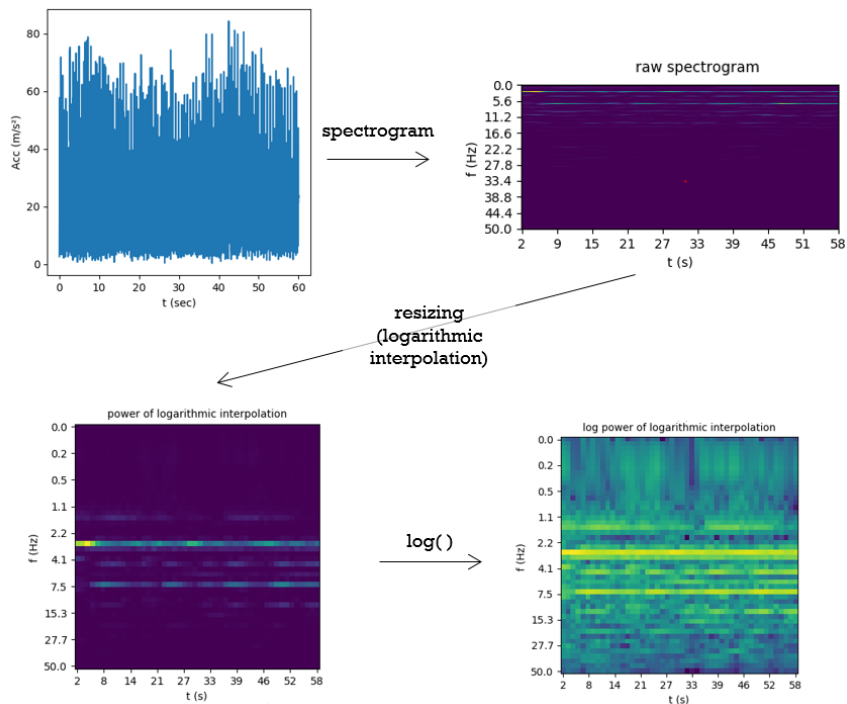 80
60
40
20
0
Acc (m/s²)
0 10 20 30 40 50 60
t (sec)
spectrogram
raw spectrogram
0.0
5.6
11.2
16.6
22.2
27.8
33.4
38.8
44.4
50.0
f (Hz)
2 9 15 21 27 33 39 45 51 58
t (s)
resizing
(logarithmic
interpolation)
power of logarithmic interpolation
0.0
0.2
0.5
1.1
2.2
4.1
7.5
15.3
27.7
50.0
f (Hz)
2 8 14 21 27 33 39 46 52 58
t (s)
log( )
log power of logarithmic interpolation
0.0
0.2
0.5
1.1
2.2
4.1
7.5
15.3
27.7
50.0
f (Hz)
2 8 14 21 27 33 39 46 52 58
t (s)